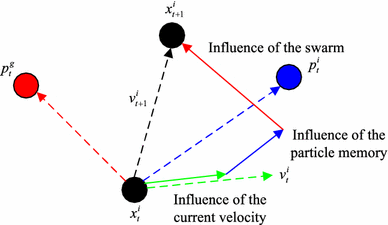 x^i_{t+1}
Influence of the swarm
p^g_t
p^i_t
v^i_{t+1}
Influence of the
particle memory
v^i_t
x^i_t
Influence of the
current velocity